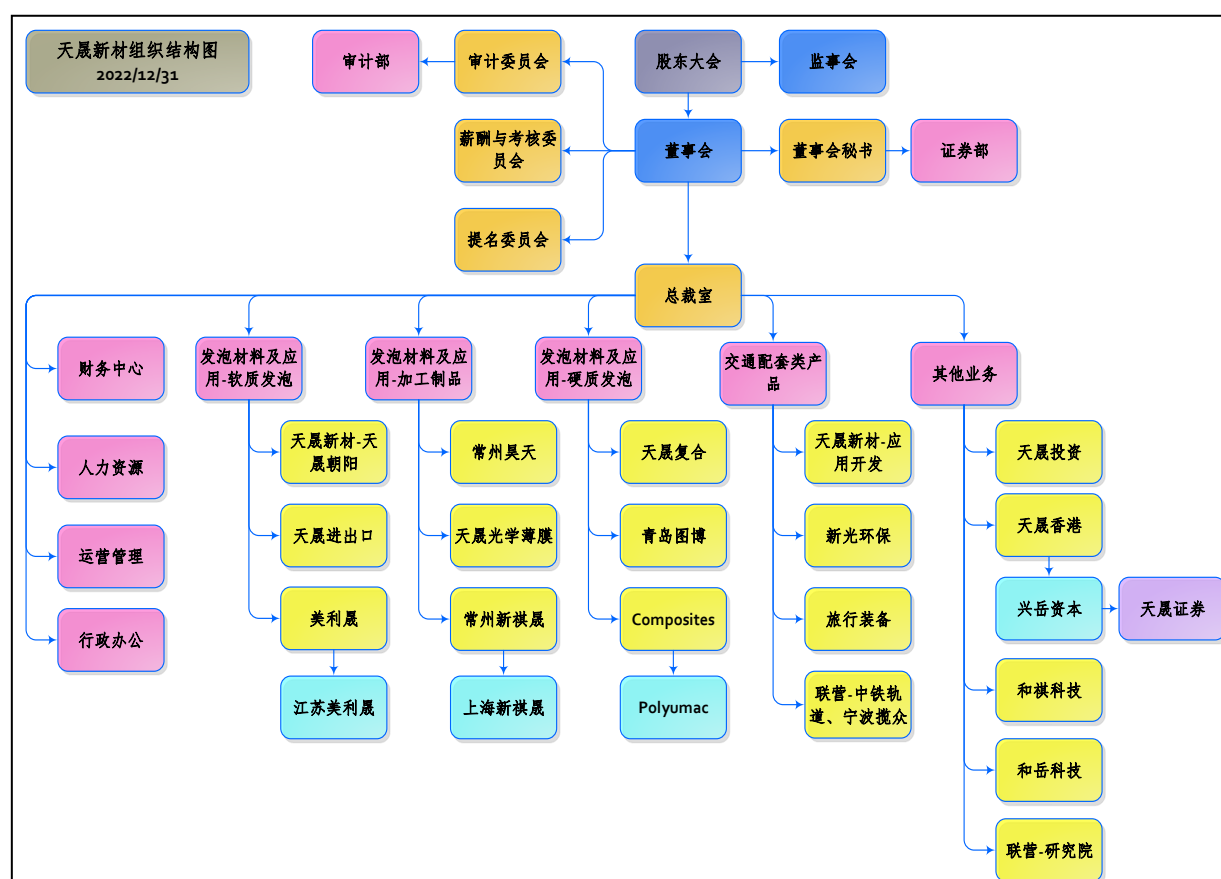 天晟新材组织结构图
2022/12/31
审计部
审计委员会
股东大会
监事会
薪酬与考核委
员会
董事会
董事会秘书
证券部
提名委员会
总裁室
财务中心
人力资源
运营管理
行政办公
发泡材料及应
用-软质发泡
天晟新材-天
晟朝阳
天晟进出口
美利晟
江苏美利晟
发泡材料及应
用-加工制品
常州昊天
天晟光学薄膜
常州新祺晟
上海新祺晟
发泡材料及应
用-硬质发泡
天晟复合
青岛图博
Composites
Polyumac
交通配套类产
品
天晟新材-应
用开发
新光环保
旅行装备
联营-中铁轨
道、宁波揽众
其他业务
天晟投资
天晟香港
兴岳资本
天晟证券
和祺科技
和岳科技
联营-研究院